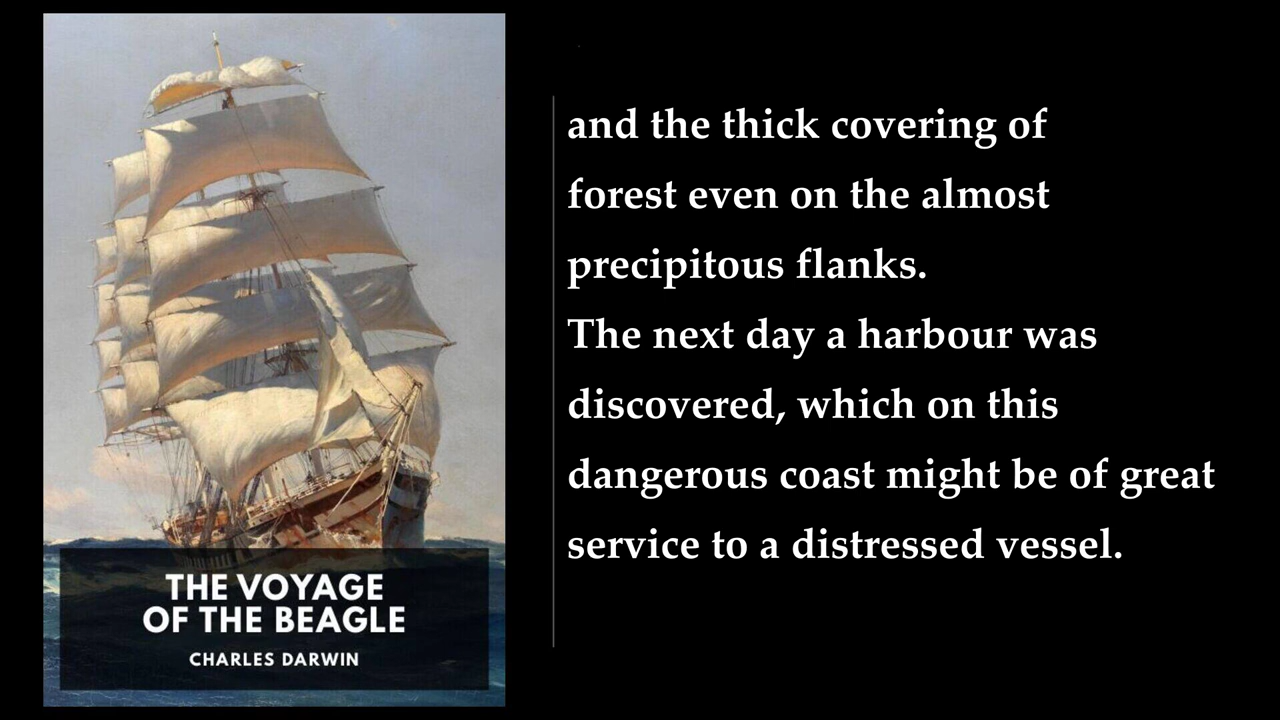 and the thick covering of
forest even on the almost
precipitous flanks.
The next day a harbour was
discovered, which on this
dangerous coast might be of great
service to a distressed vessel.
THE VOYAGE
OF THE BEAGLE
CHARLES DARWIN